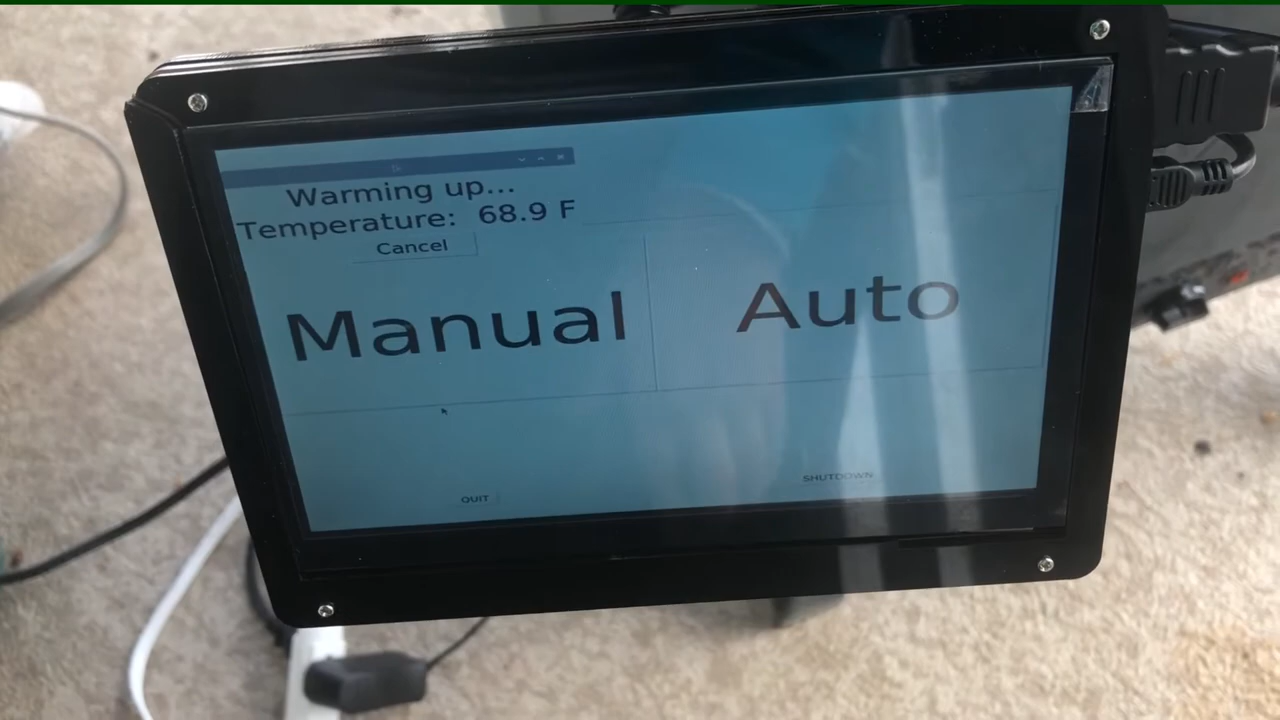 Warming up...
Temperature: 68.9 F
Cancel
Manual
Auto
SHUTDOWN
QUIT